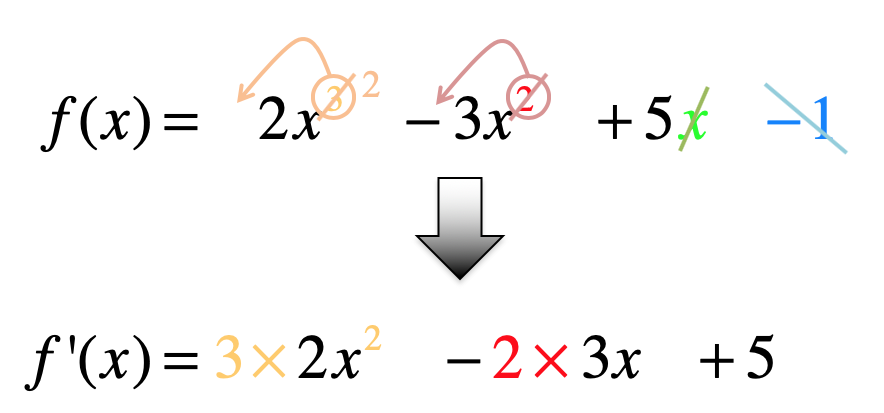 f(x) = 2x³ ² − 3x² + 5x − 1
f'(x) = 3 × 2x² − 2 × 3x + 5